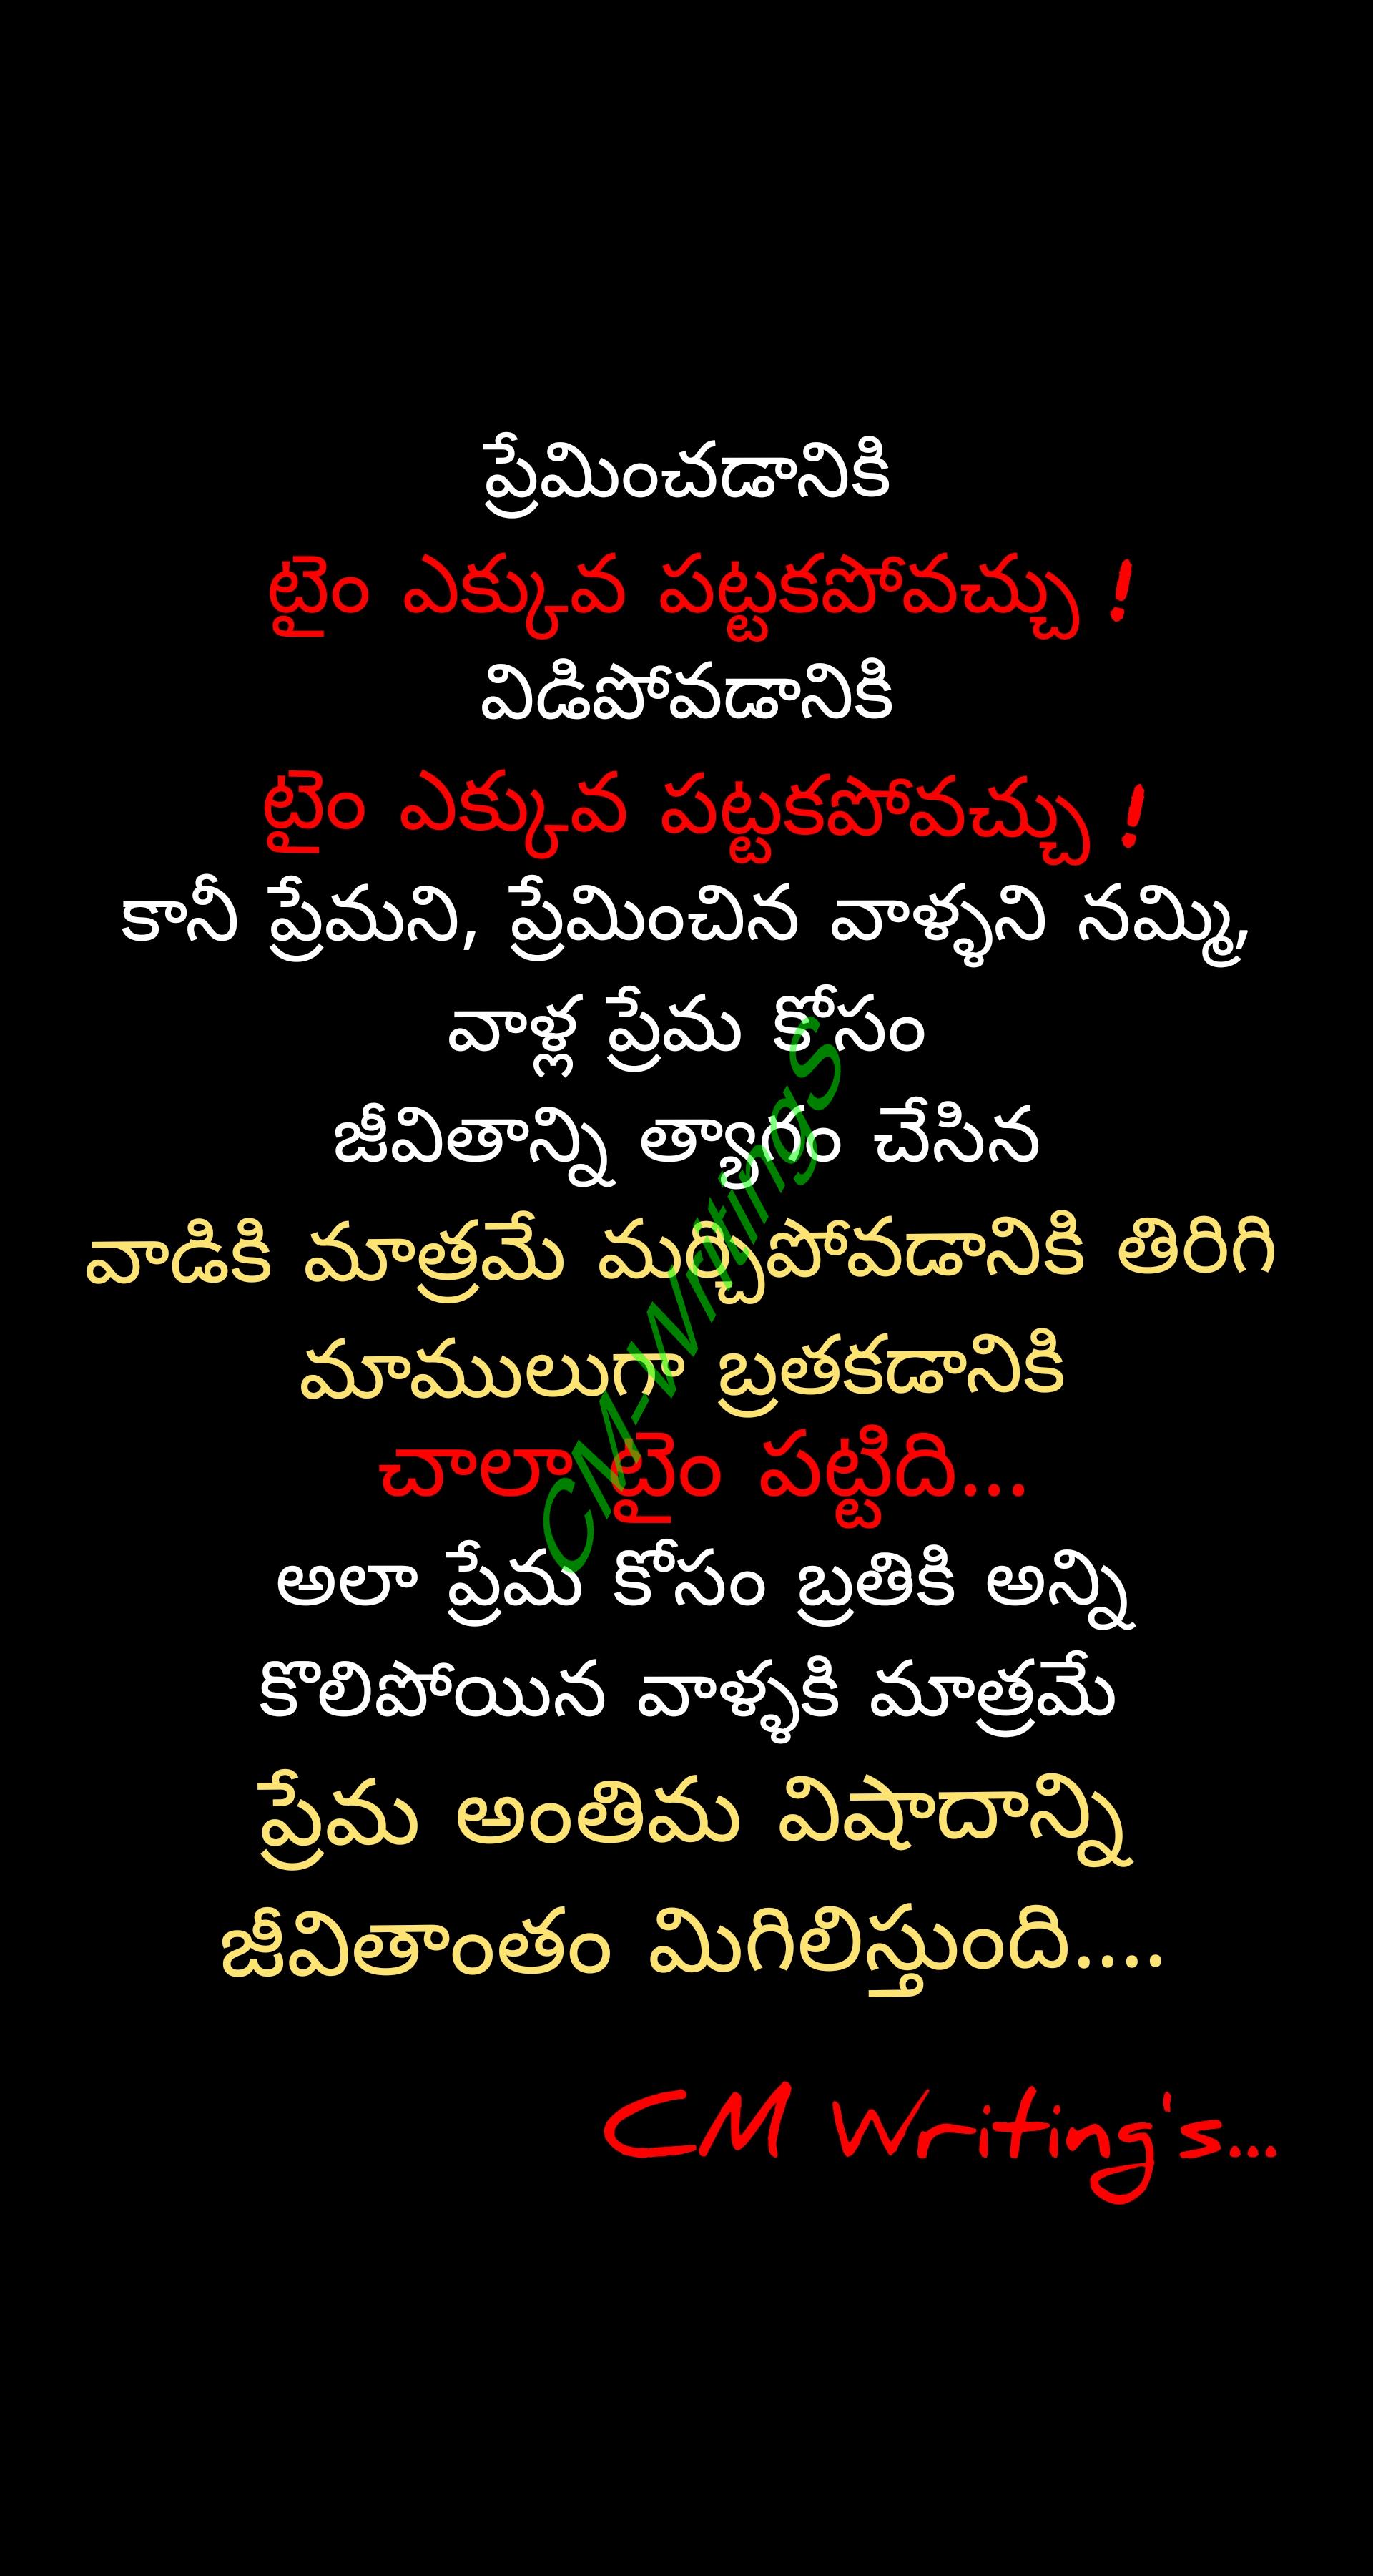 ప్రేమించడానికి
టైం ఎక్కువ పట్టకపోవచ్చు !
విడిపోవడానికి
టైం ఎక్కువ పట్టకపోవచ్చు !
కానీ ప్రేమని, ప్రేమించిన వాళ్ళని నమ్మి,
వాళ్ల ప్రేమ కోసం
జీవితాన్ని త్యాగం చేసిన
వాడికి మాత్రమే మర్చిపోవడానికి తిరిగి
మాములుగా బ్రతకడానికి
చాలా టైం పట్టిది...
అలా ప్రేమ కోసం బ్రతికి అన్ని
కొలిపోయిన వాళ్ళకి మాత్రమే
ప్రేమ అంతిమ విషాదాన్ని
జీవితాంతం మిగిలిస్తుంది....
CM Writing's...
CM-Writings